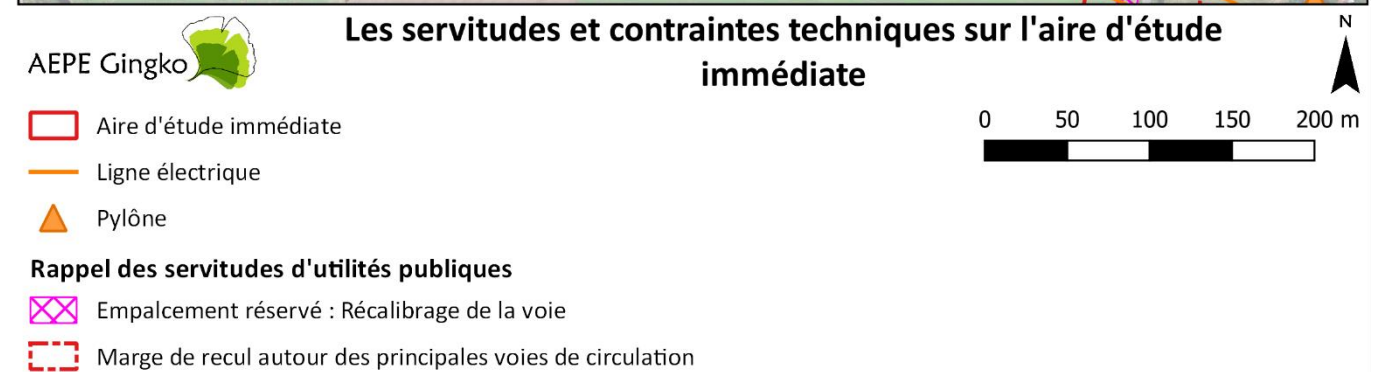 Les servitudes et contraintes techniques sur l'aire d'étude
immédiate
N
AEPE Gingko
0 50 100 150 200 m
Aire d'étude immédiate
Ligne électrique
Pylône
Rappel des servitudes d'utilités publiques
Empalcement réservé : Récalibrage de la voie
Marge de recul autour des principales voies de circulation